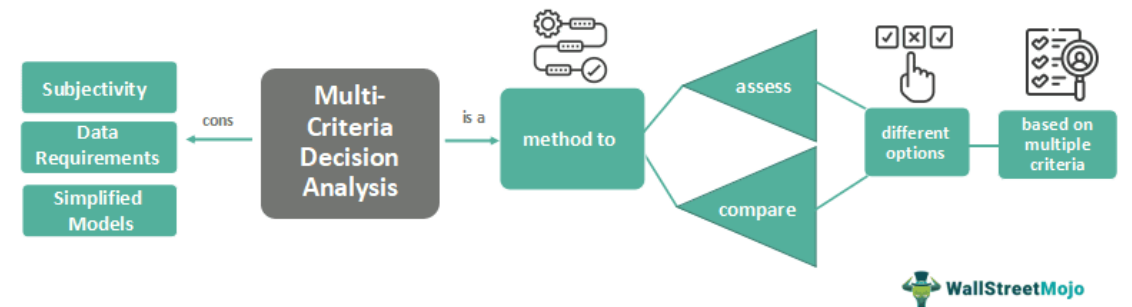 Subjectivity
Data
Requirements
Simplified
Models
cons
Multi-
Criteria
Decision
Analysis
is a
method to
assess
compare
different
options
based on
multiple
criteria
WallStreetMojo